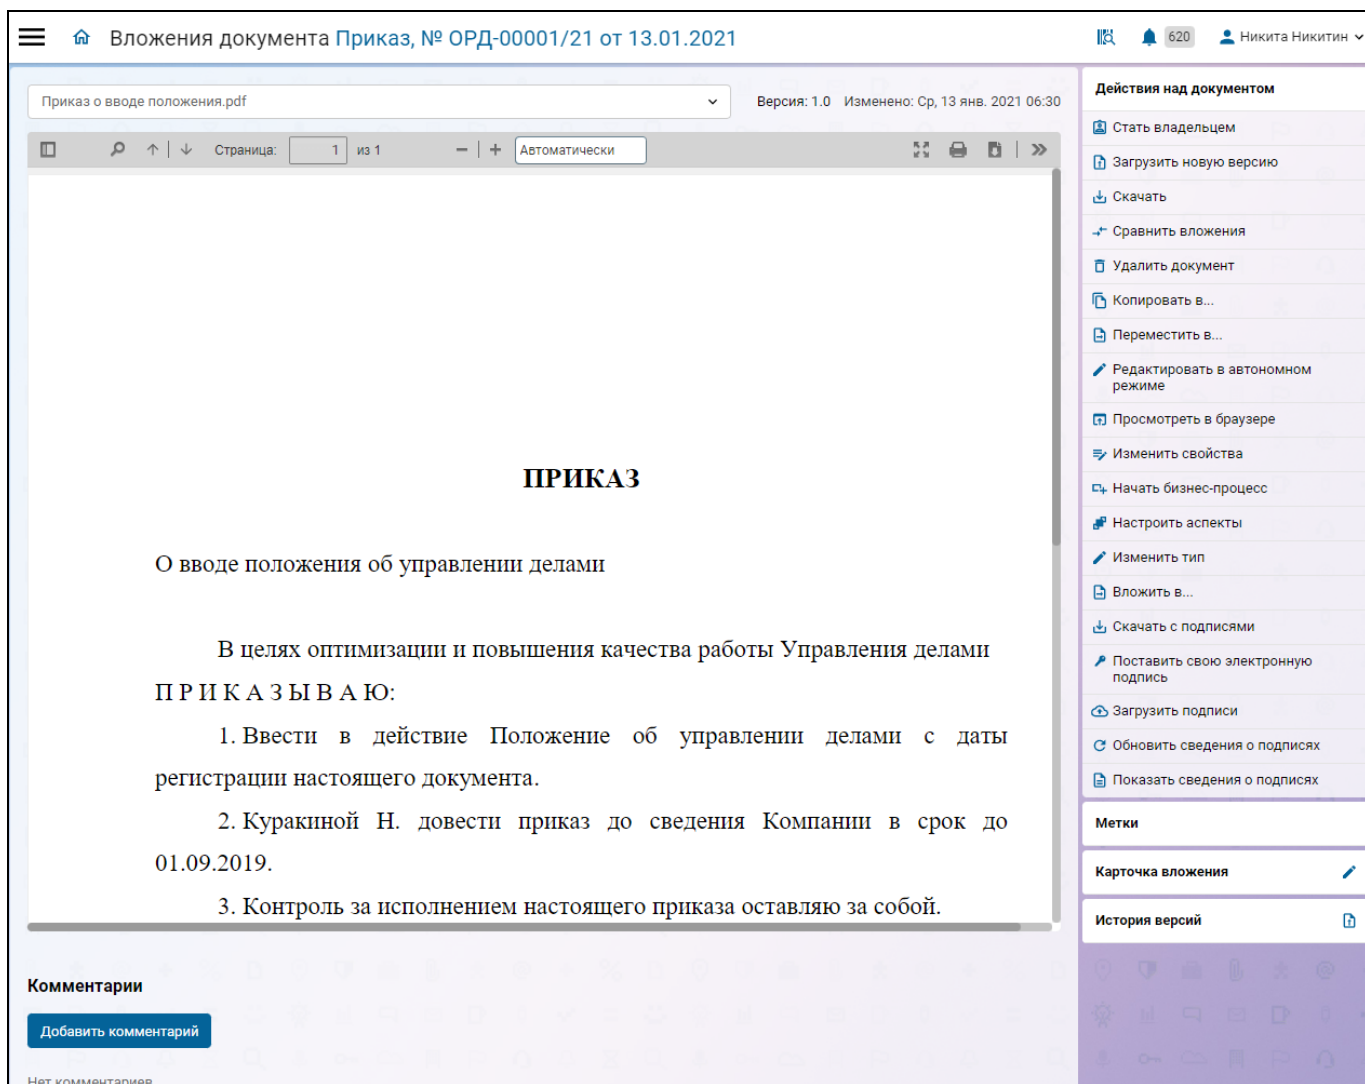 Вложения документа Приказ, № ОРД-00001/21 от 13.01.2021
620
Никита Никитин
Приказ о вводе положения.pdf
Версия: 1.0 Изменено: Ср, 13 янв. 2021 06:30
Страница: 1 из 1
Автоматически
ПРИКАЗ
О вводе положения об управлении делами
В целях оптимизации и повышения качества работы Управления делами
П Р И К А З Ы В А Ю:
1. Ввести в действие Положение об управлении делами с даты
регистрации настоящего документа.
2. Куракиной Н. довести приказ до сведения Компании в срок до
01.09.2019.
3. Контроль за исполнением настоящего приказа оставляю за собой.
Комментарии
Добавить комментарий
Нет комментариев
Действия над документом
Стать владельцем
Загрузить новую версию
Скачать
Сравнить вложения
Удалить документ
Копировать в...
Переместить в...
Редактировать в автономном
режиме
Просмотреть в браузере
Изменить свойства
Начать бизнес-процесс
Настроить аспекты
Изменить тип
Вложить в...
Скачать с подписями
Поставить свою электронную
подпись
Загрузить подписи
Обновить сведения о подписях
Показать сведения о подписях
Метки
Карточка вложения
История версий